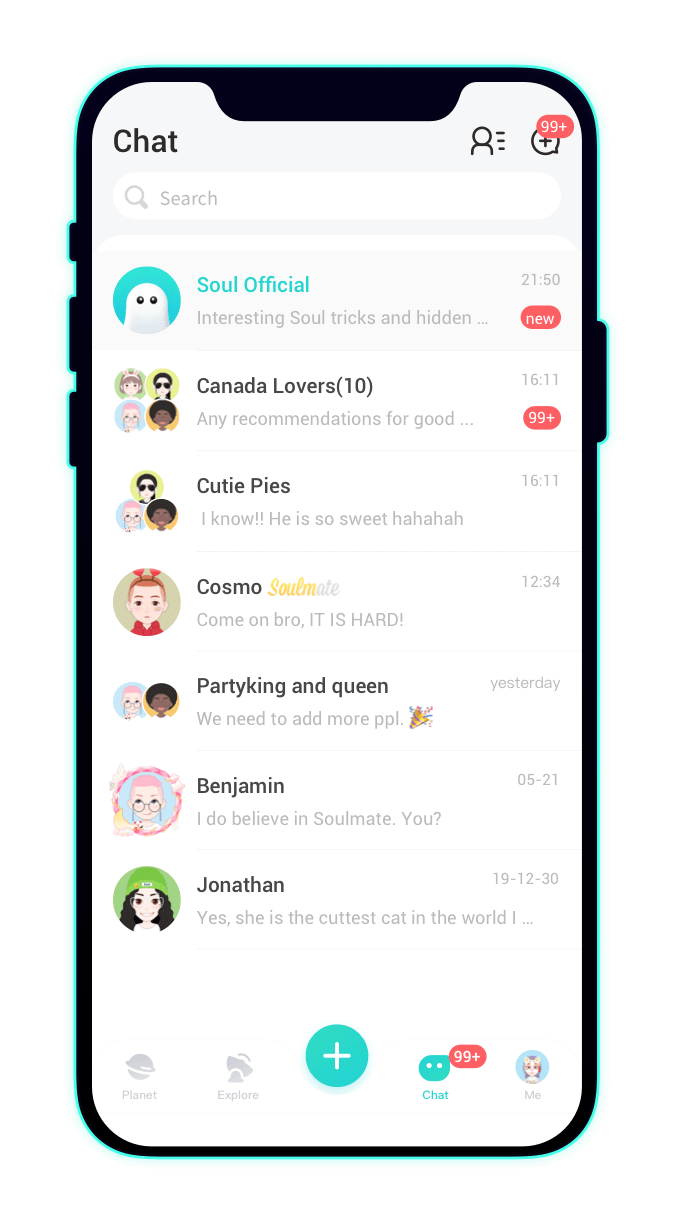 Chat
99+
Search
Soul Official
21:50
Interesting Soul tricks and hidden ...
new
Canada Lovers(10)
16:11
Any recommendations for good ...
99+
Cutie Pies
16:11
I know!! He is so sweet hahahah
Cosmo Soulmate
12:34
Come on bro, IT IS HARD!
Partyking and queen
yesterday
We need to add more ppl. 🎉
Benjamin
05-21
I do believe in Soulmate. You?
Jonathan
19-12-30
Yes, she is the cuttest cat in the world I ...
99+
Planet
Explore
Chat
Me